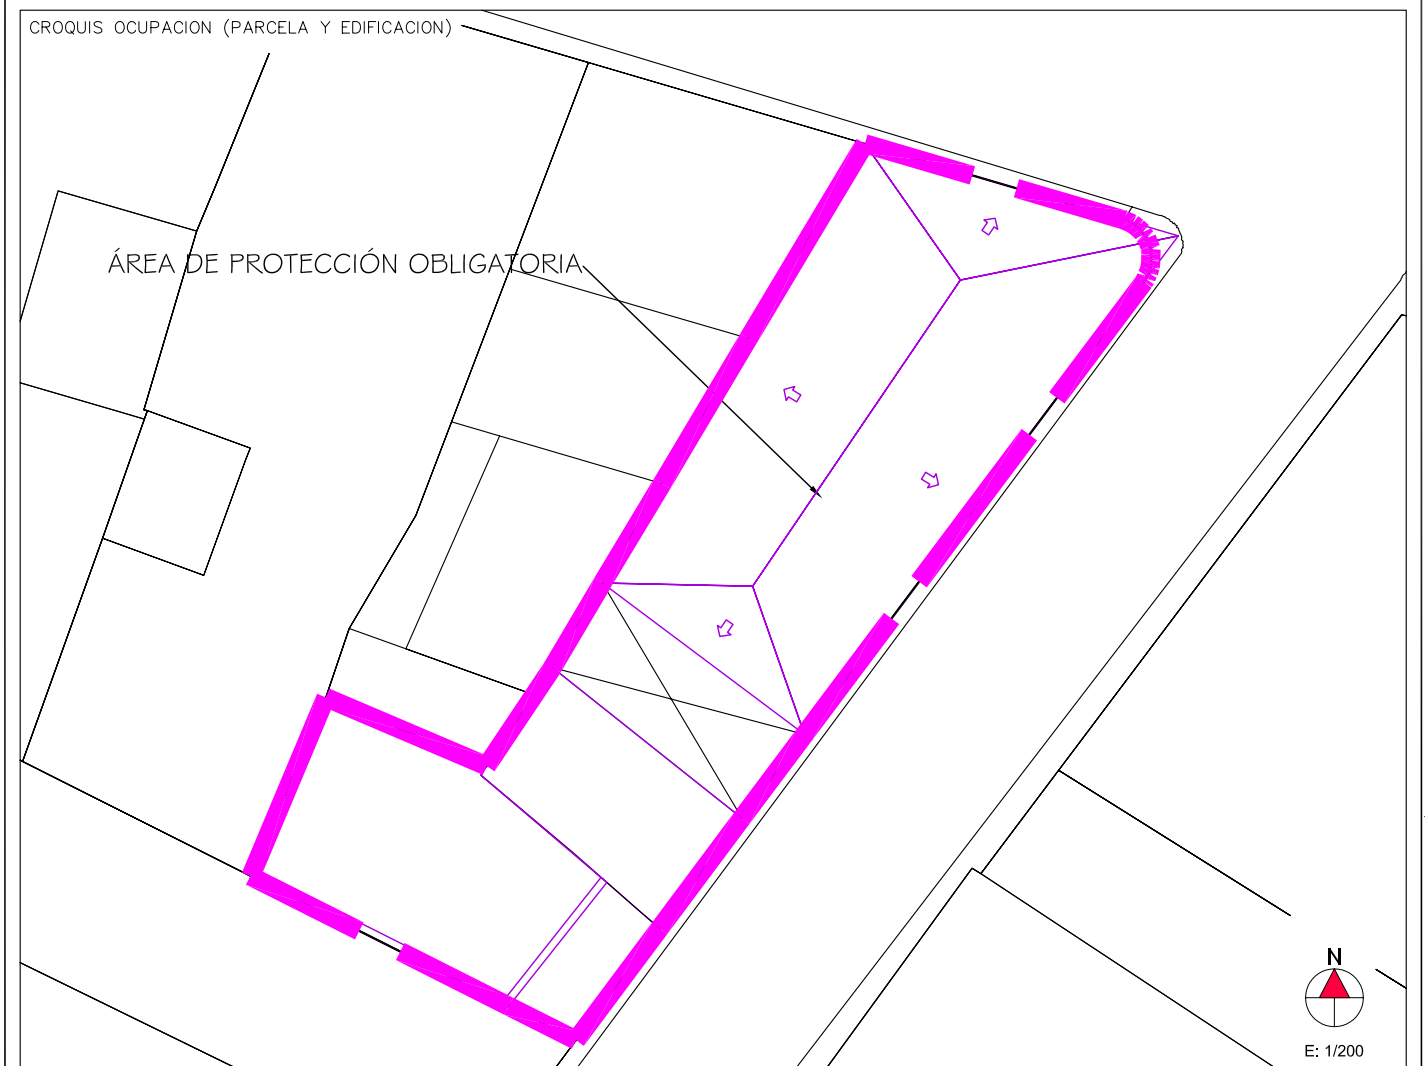 CROQUIS OCUPACION (PARCELA Y EDIFICACION)
ÁREA DE PROTECCIÓN OBLIGATORIA
N
E: 1/200